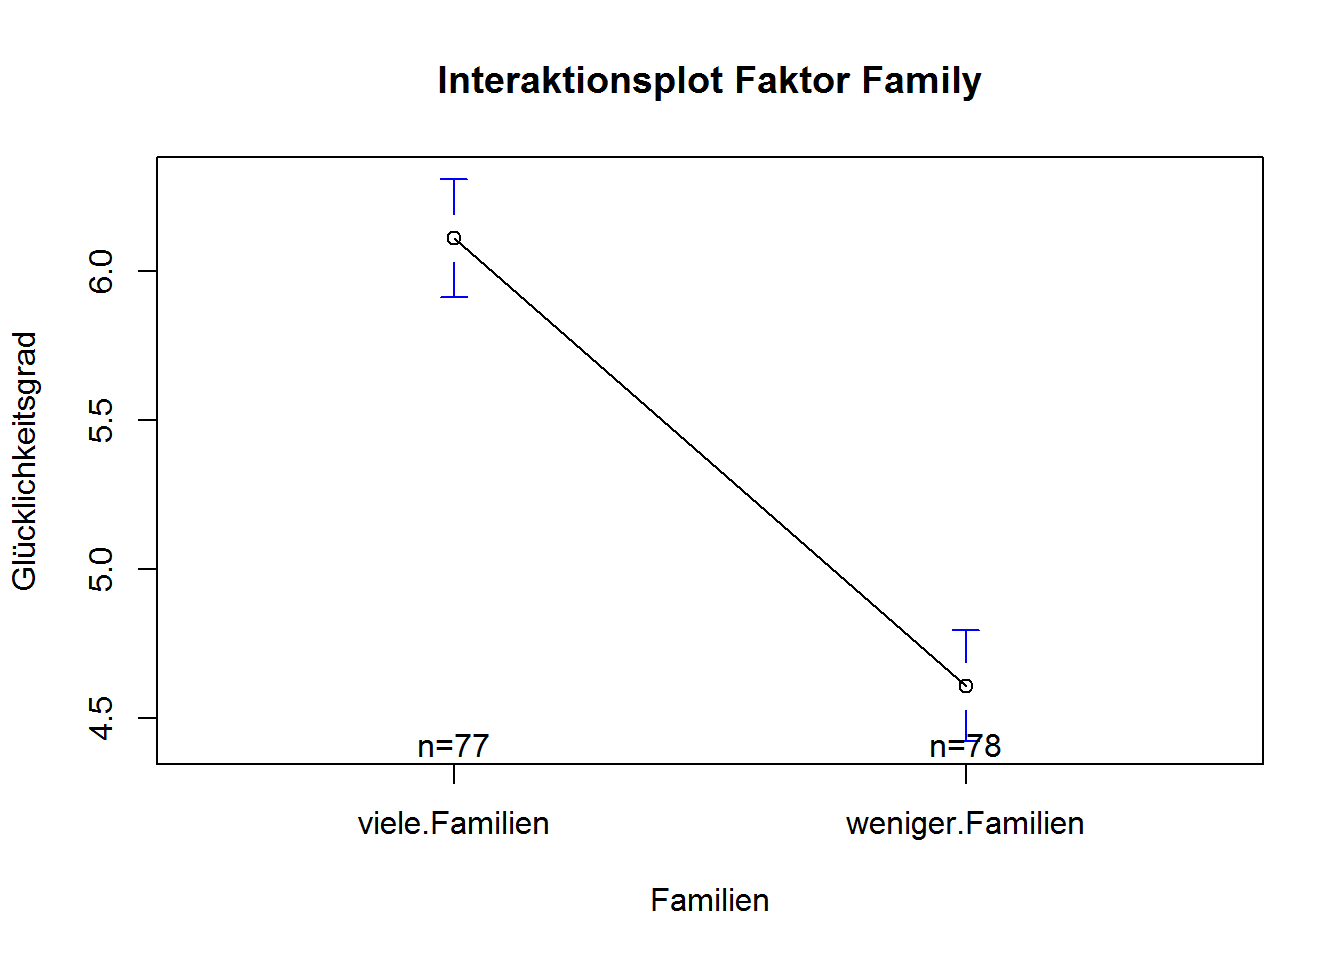 Interaktionsplot Faktor Family
Glücklichkeitsgrad
6.0
5.5
5.0
4.5
n=77
n=78
viele.Familien
weniger.Familien
Familien